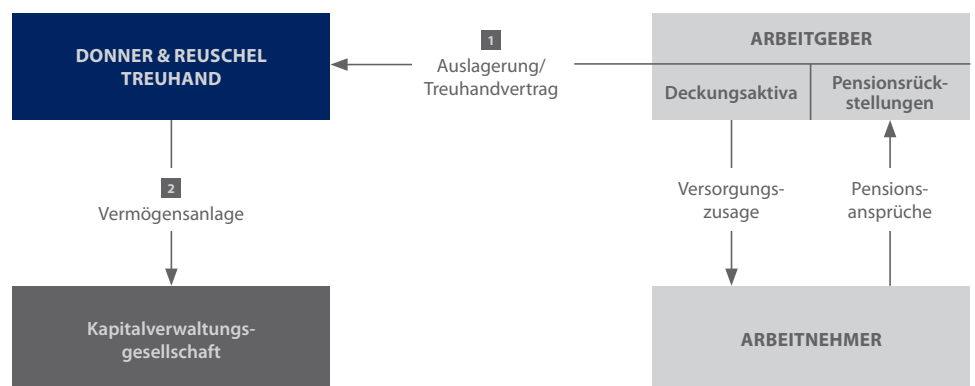 DONNER & REUSCHEL
TREUHAND
1
Auslagerung/
Treuhandvertrag
ARBEITGEBER
Deckungsaktiva
Pensionsrück-
stellungen
2
Vermögensanlage
Versorgungs-
zusage
Pensions-
ansprüche
Kapitalverwaltungs-
gesellschaft
ARBEITNEHMER